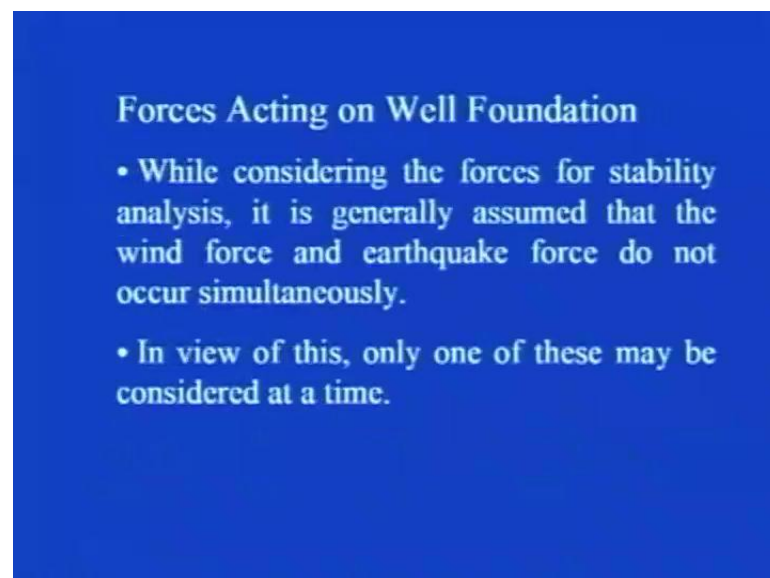 Forces Acting on Well Foundation
• While considering the forces for stability
analysis, it is generally assumed that the
wind force and earthquake force do not
occur simultaneously.
• In view of this, only one of these may be
considered at a time.